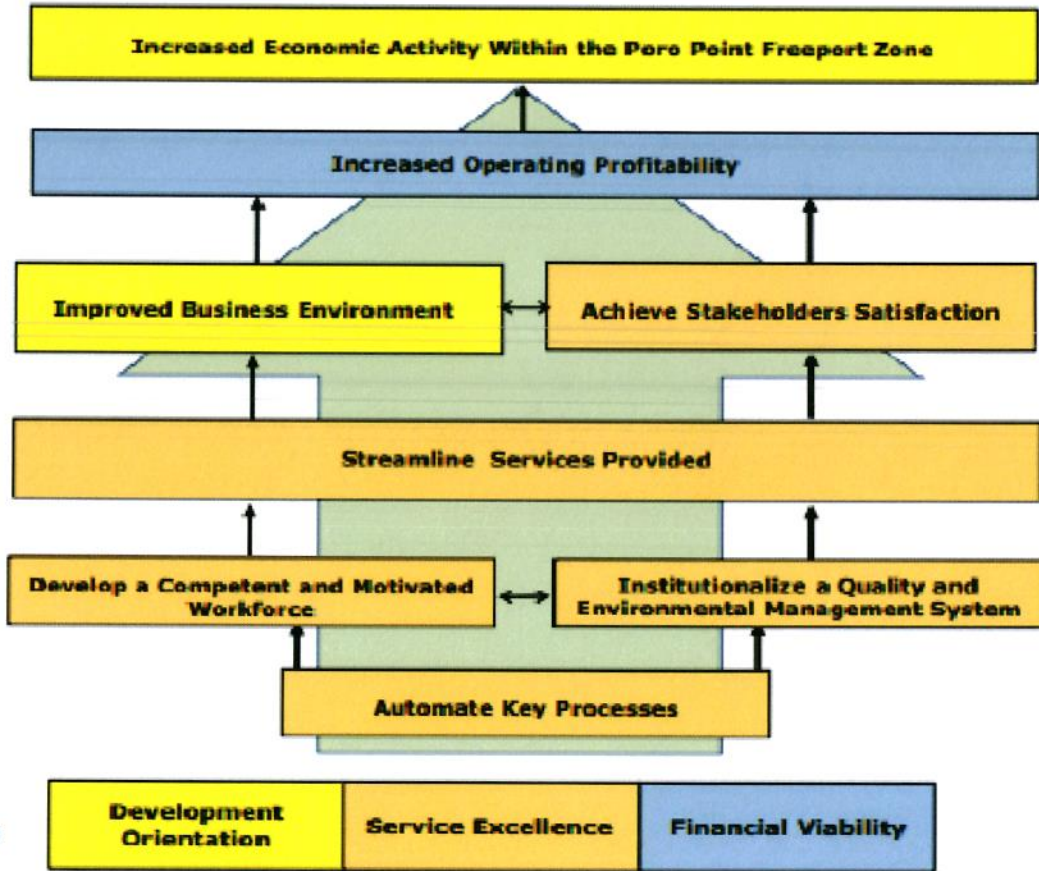 Increased Economic Activity Within the Poro Point Freeport Zone
Increased Operating Profitability
Improved Business Environment
Achieve Stakeholders Satisfaction
Streamline Services Provided
Develop a Competent and Motivated
Workforce
Institutionalize a Quality and
Environmental Management System
Automate Key Processes
Development
Orientation
Service Excellence
Financial Viability